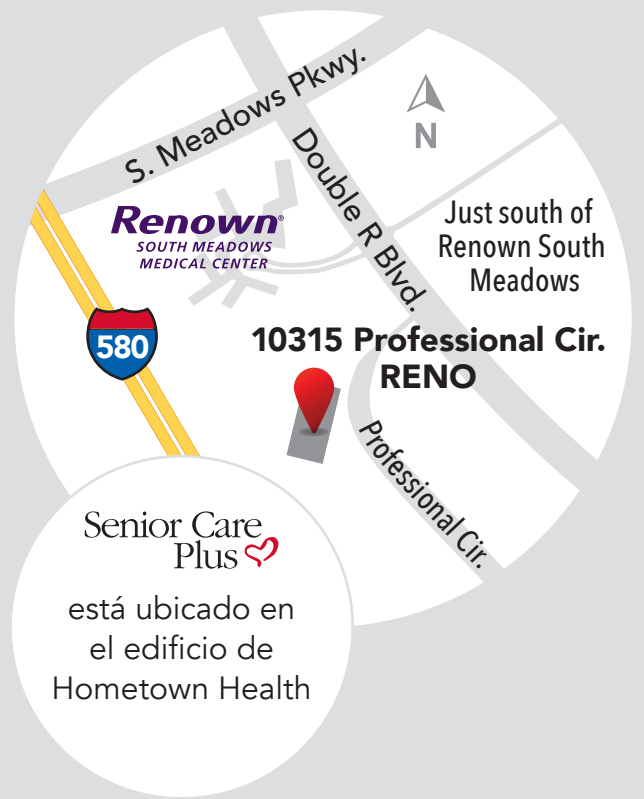 S. Meadows Pkwy.
N
Double R Blvd.
Renown®
SOUTH MEADOWS
MEDICAL CENTER
Just south of
Renown South
Meadows
580
10315 Professional Cir.
RENO
Professional Cir.
Senior Care
Plus
está ubicado en
el edificio de
Hometown Health